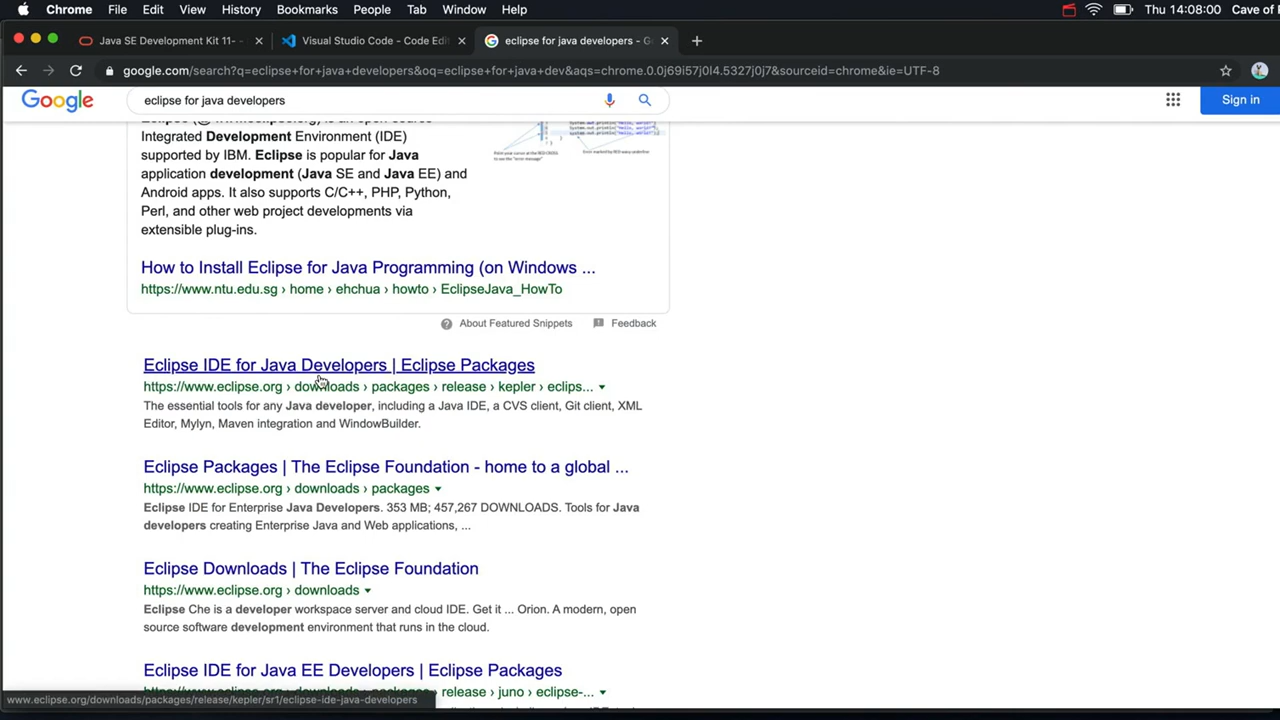 Chrome File Edit View History Bookmarks People Tab Window Help Thu 14:08:00 Cave of P
Java SE Development Kit 11- Visual Studio Code - Code Edit eclipse for java developers - Go
google.com/search?q=eclipse+for+java+developers&oq=eclipse+for+java+dev&aqs=chrome.0.0j69i57j0l4.5327j0j7&sourceid=chrome&ie=UTF-8
Google eclipse for java developers Sign in
Integrated Development Environment (IDE)
supported by IBM. Eclipse is popular for Java
application development (Java SE and Java EE) and
Android apps. It also supports C/C++, PHP, Python,
Perl, and other web project developments via
extensible plug-ins.
How to Install Eclipse for Java Programming (on Windows ...
https://www.ntu.edu.sg › home › ehchua › howto › EclipseJava_HowTo
About Featured Snippets Feedback
Eclipse IDE for Java Developers | Eclipse Packages
https://www.eclipse.org › downloads › packages › release › kepler › eclips...
The essential tools for any Java developer, including a Java IDE, a CVS client, Git client, XML
Editor, Mylyn, Maven integration and WindowBuilder.
Eclipse Packages | The Eclipse Foundation - home to a global ...
https://www.eclipse.org › downloads › packages
Eclipse IDE for Enterprise Java Developers. 353 MB; 457,267 DOWNLOADS. Tools for Java
developers creating Enterprise Java and Web applications, ...
Eclipse Downloads | The Eclipse Foundation
https://www.eclipse.org › downloads
Eclipse Che is a developer workspace server and cloud IDE. Get it ... Orion. A modern, open
source software development environment that runs in the cloud.
Eclipse IDE for Java EE Developers | Eclipse Packages
https://www.eclipse.org › downloads › packages › release › juno › eclipse-...
www.eclipse.org/downloads/packages/release/kepler/sr1/eclipse-ide-java-developers